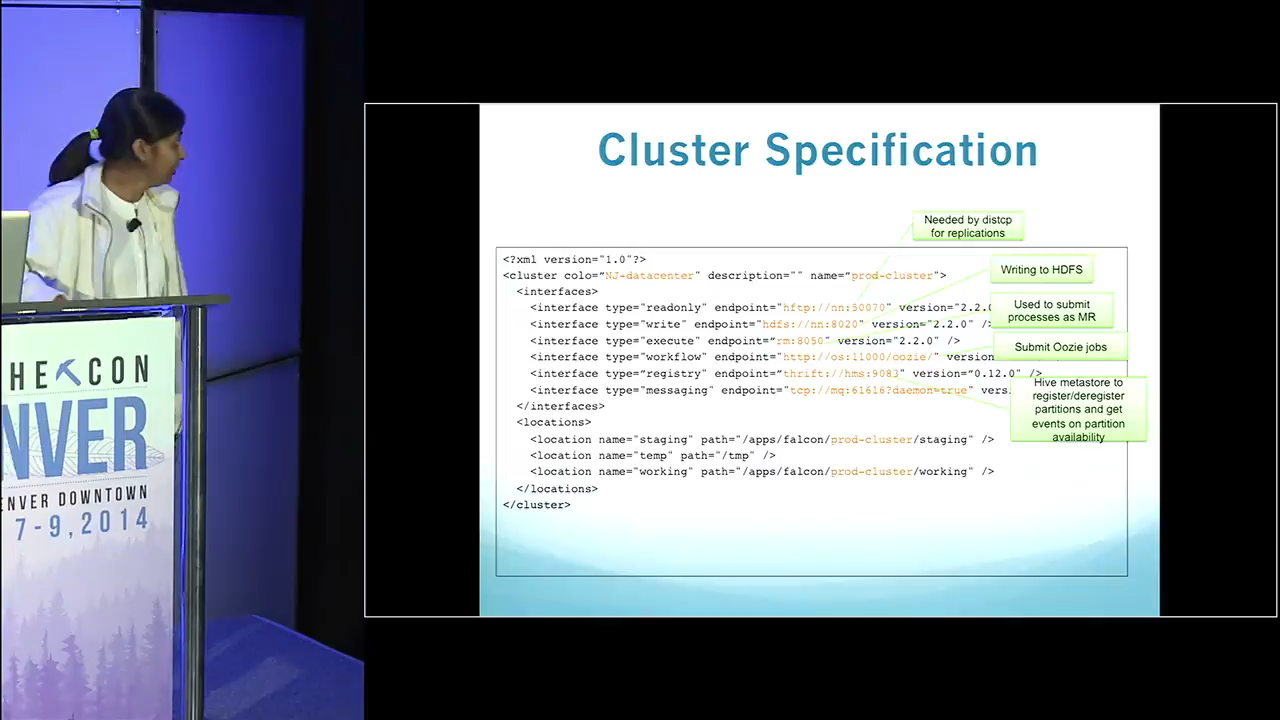 Cluster Specification
Needed by distcp
for replications
Writing to HDFS
Used to submit
processes as MR
Submit Oozie jobs
Hive metastore to
register/deregister
partitions and get
events on partition
availability
<?xml version="1.0"?>
<cluster colo="NJ-datacenter" description="" name="prod-cluster">
<interfaces>
<interface type="readonly" endpoint="hftp://nn:50070" version="2.2.0
<interface type="write" endpoint="hdfs://nn:8020" version="2.2.0" />
<interface type="execute" endpoint="rm:8050" version="2.2.0" />
<interface type="workflow" endpoint="http://os:11000/oozie/" version
<interface type="registry" endpoint="thrift://hms:9083" version="0.12.0" />
<interface type="messaging" endpoint="tcp://mq:61616?daemon=true" vers
</interfaces>
<locations>
<location name="staging" path="/apps/falcon/prod-cluster/staging" />
<location name="temp" path="/tmp" />
<location name="working" path="/apps/falcon/prod-cluster/working" />
</locations>
</cluster>
HE CON
NVER
ENVER DOWNTOWN
7-9, 2014